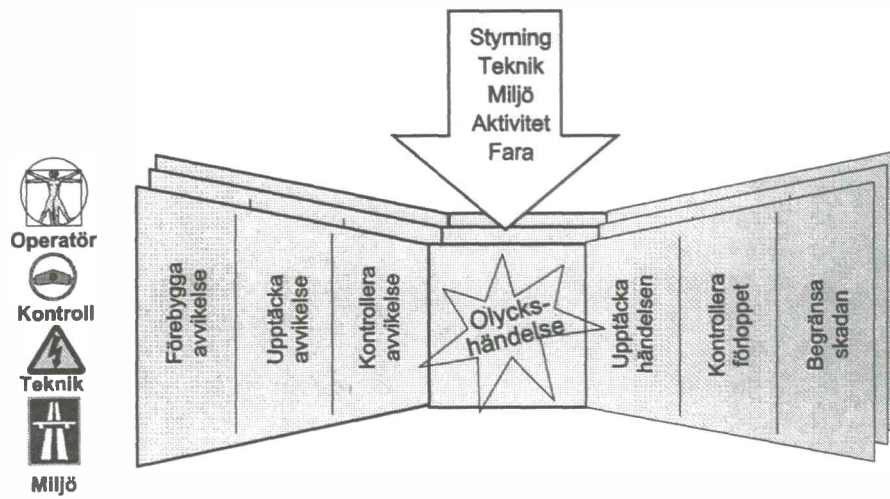 Styrning
Teknik
Miljö
Aktivitet
Fara
Operatör
Kontroll
Teknik
Miljö
Förebygga
avvikelse
Upptäcka
avvikelse
Kontrollera
avvikelse
Olycks-
händelse
Upptäcka
händelsen
Kontrollera
förloppet
Begränsa
skadan